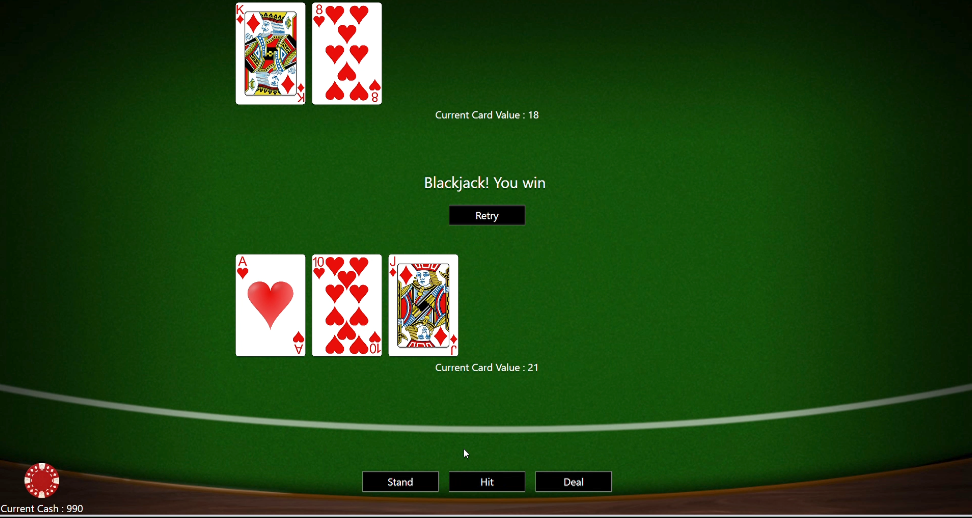 K
8
K
8
Current Card Value : 18
Blackjack! You win
Retry
A
10
J
A
10
J
Current Card Value : 21
Stand
Hit
Deal
Current Cash : 990